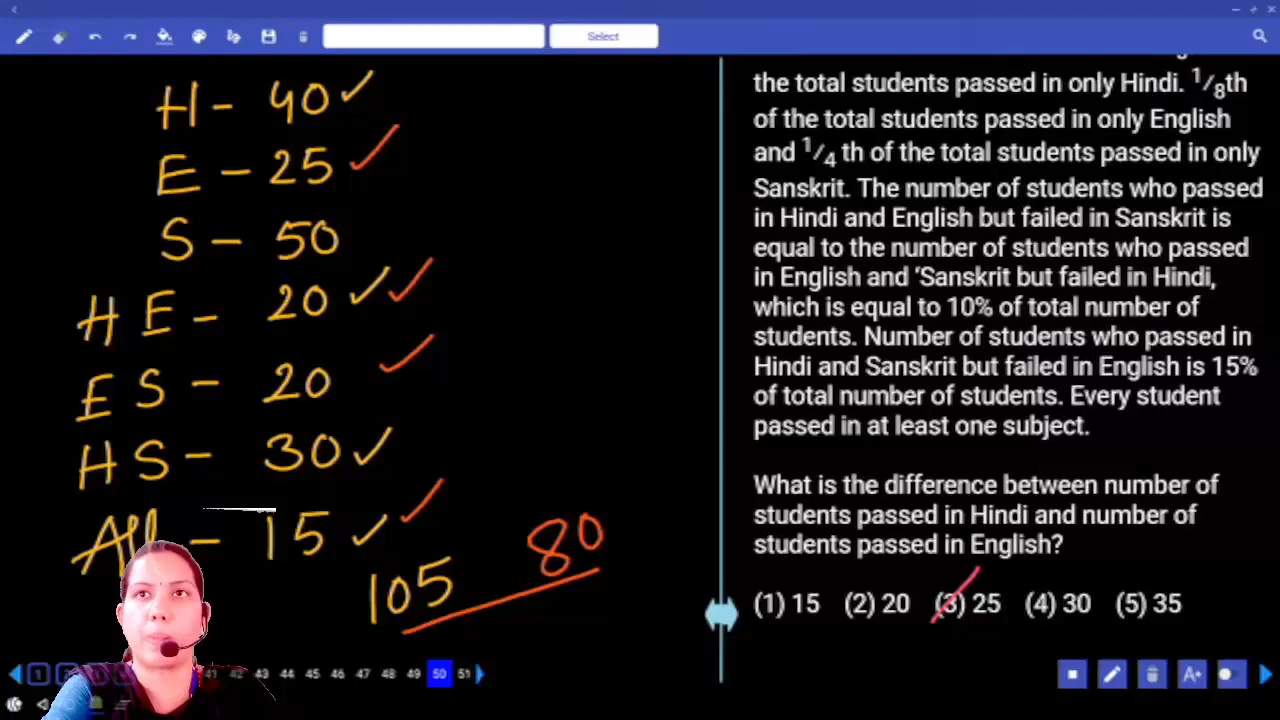 Select
H - 40 ✓
E - 25 ✓
S - 50
HE - 20 ✓ ✓
ES - 20 ✓
HS - 30 ✓
All - 15 ✓ ✓
105 80
the total students passed in only Hindi. 1/8th
of the total students passed in only English
and 1/4 th of the total students passed in only
Sanskrit. The number of students who passed
in Hindi and English but failed in Sanskrit is
equal to the number of students who passed
in English and ‘Sanskrit but failed in Hindi,
which is equal to 10% of total number of
students. Number of students who passed in
Hindi and Sanskrit but failed in English is 15%
of total number of students. Every student
passed in at least one subject.
What is the difference between number of
students passed in Hindi and number of
students passed in English?
(1) 15 (2) 20 (3) 25 (4) 30 (5) 35
1 41 42 43 44 45 46 47 48 49 50 51
A+